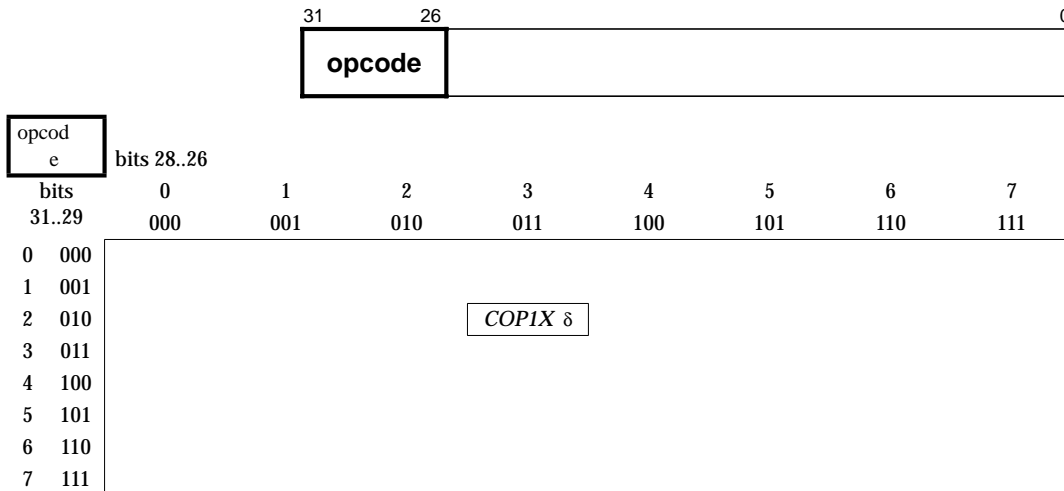 31 26 0
opcode
opcod
e bits 28..26
bits 0 1 2 3 4 5 6 7
31..29 000 001 010 011 100 101 110 111
0 000
1 001
2 010 COP1X δ
3 011
4 100
5 101
6 110
7 111